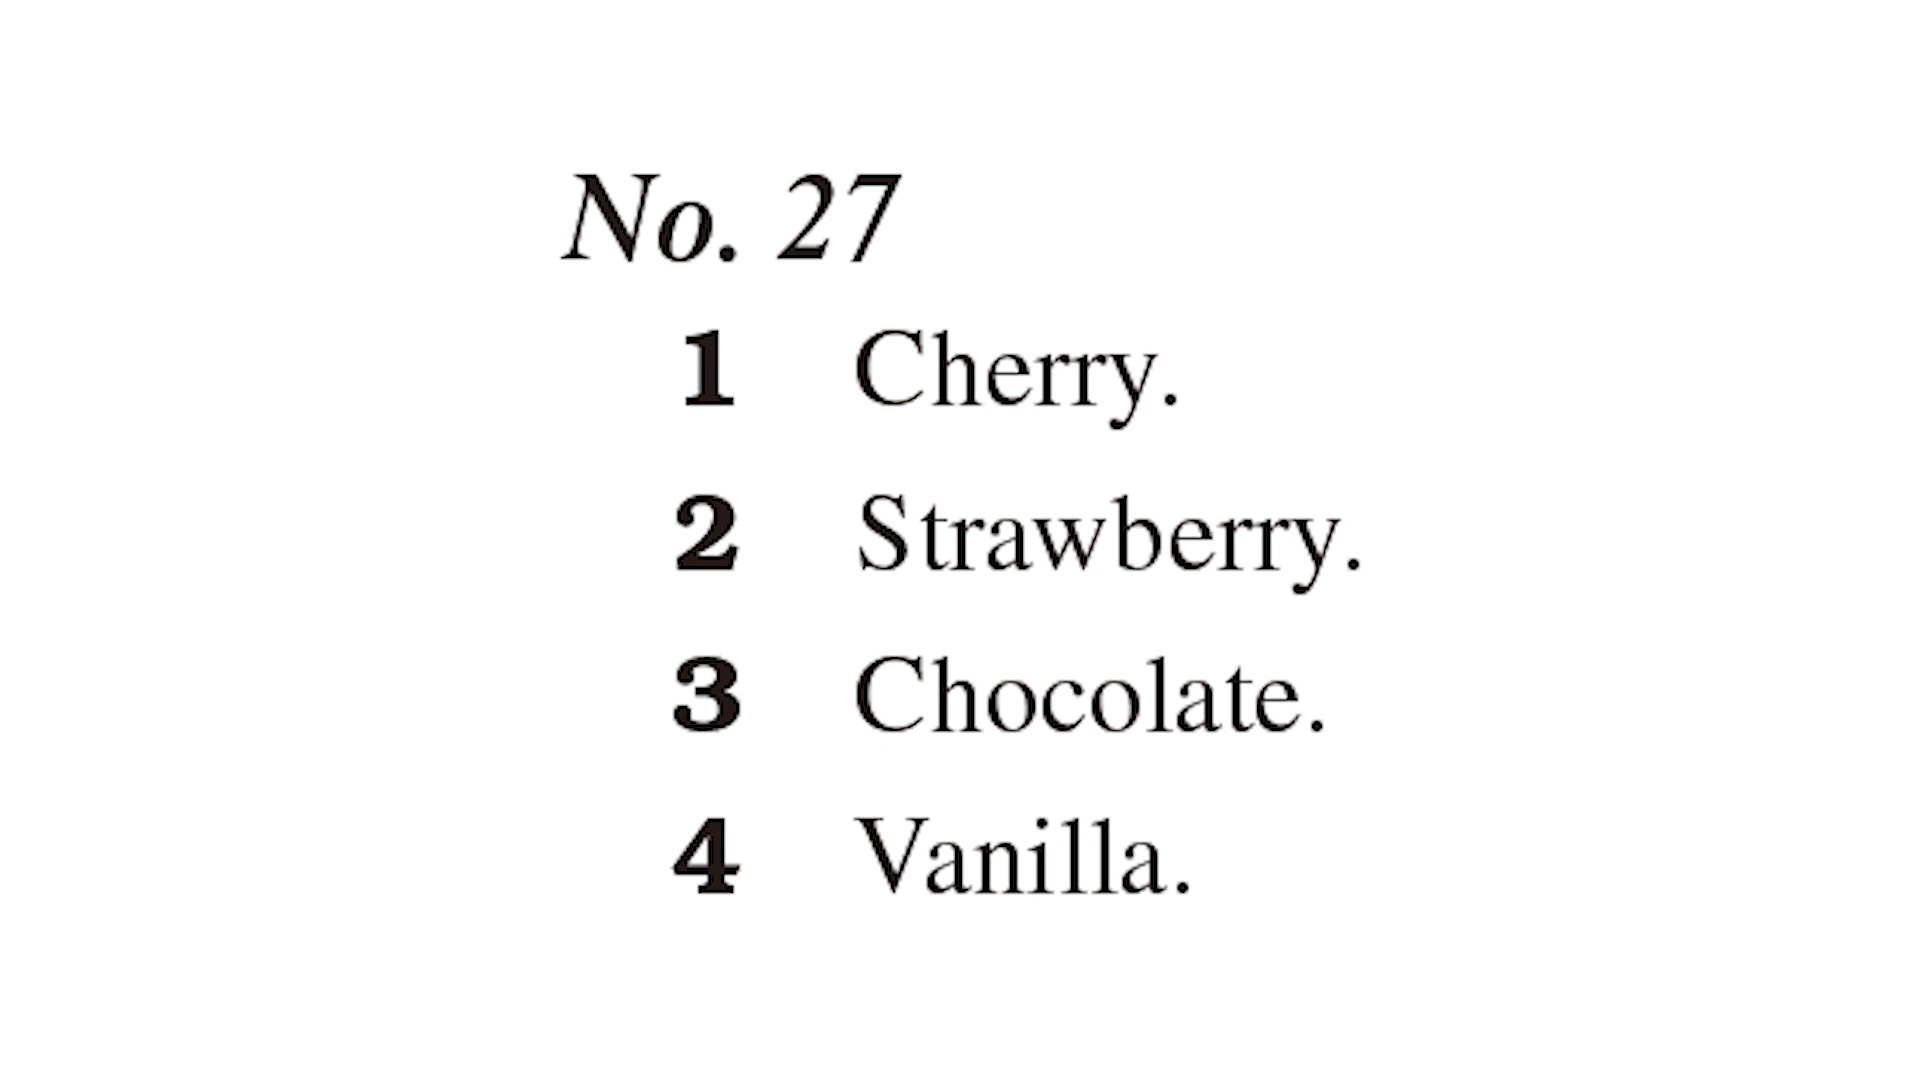 No. 27
1 Cherry.
2 Strawberry.
3 Chocolate.
4 Vanilla.